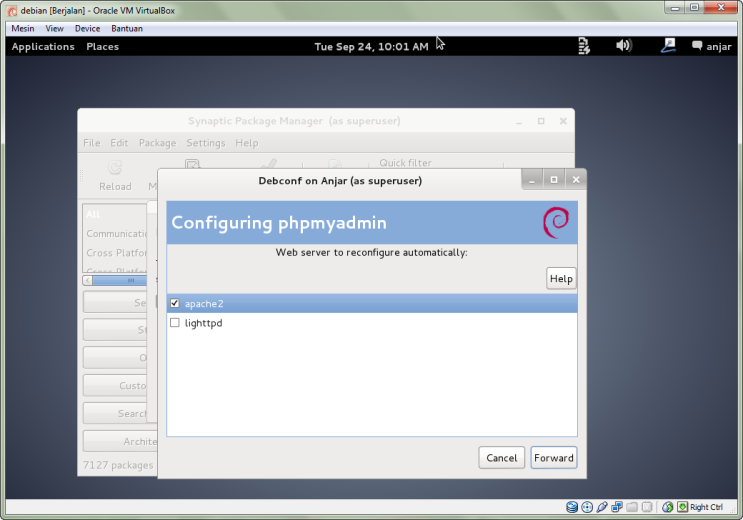 debian [Berjalan] - Oracle VM VirtualBox
Mesin View Device Bantuan
Applications Places Tue Sep 24, 10:01 AM anjar
Synaptic Package Manager (as superuser)
File Edit Package Settings Help
Quick filter
Reload
Debconf on Anjar (as superuser)
All
Configuring phpmyadmin
Communicati
Web server to reconfigure automatically:
Cross Platfor
Cross Platfor
Help
Se
apache2
St
lighttpd
O
Custo
Search
Archite
Cancel Forward
7127 packages
Right Ctrl